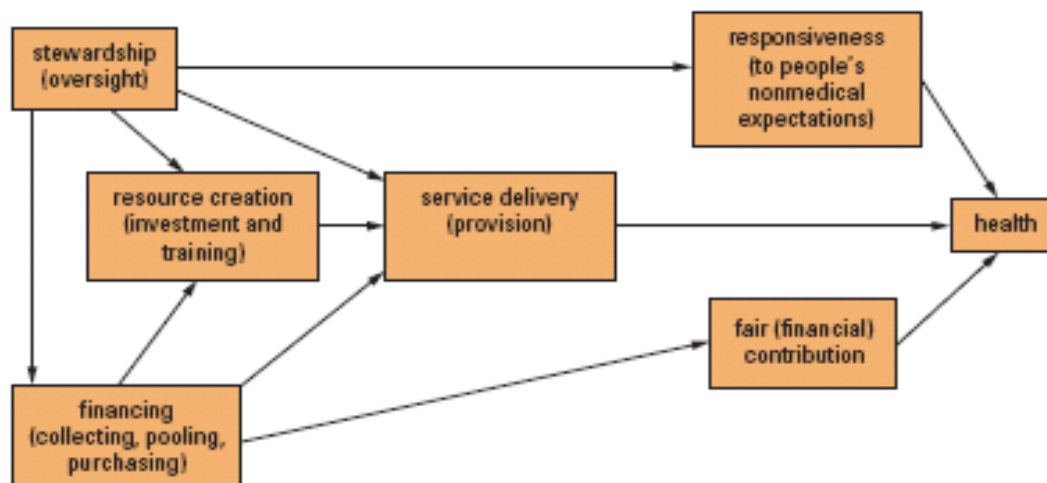 stewardship
(oversight)
responsiveness
(to people's
nonmedical
expectations)
resource creation
(investment and
training)
service delivery
(provision)
health
fair (financial)
contribution
financing
(collecting, pooling,
purchasing)